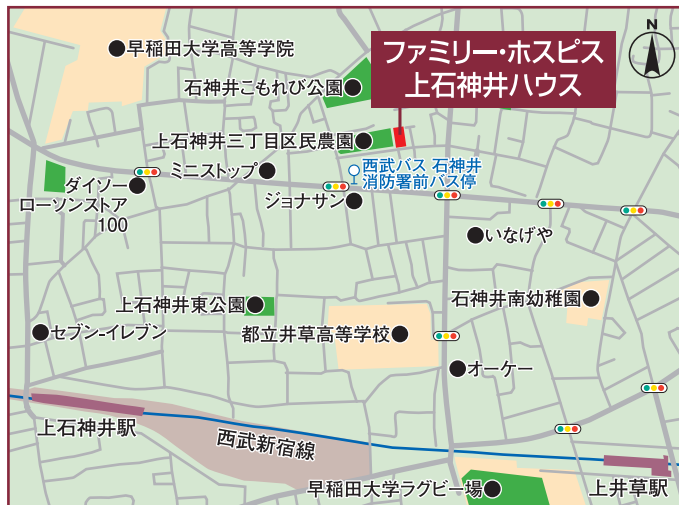 早稲田大学高等学院
N
ファミリー・ホスピス
上石神井ハウス
石神井こもれび公園
上石神井三丁目区民農園
ミニストップ
西武バス 石神井
消防署前バス停
ダイソー
ローソンストア
100
ジョナサン
いなげや
上石神井東公園
石神井南幼稚園
セブン-イレブン
都立井草高等学校
オーケー
上石神井駅
西武新宿線
早稲田大学ラグビー場
上井草駅